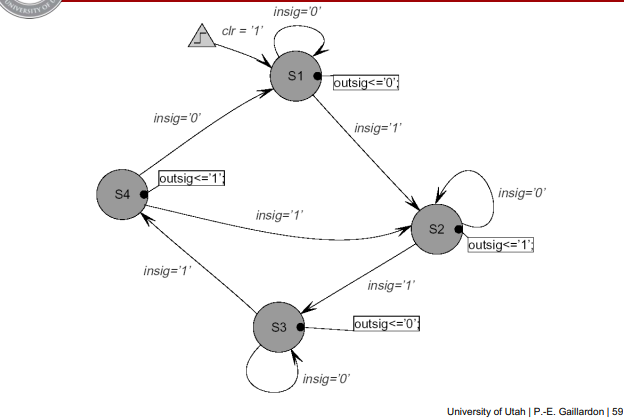 UNIVERSITY OF UTAH
insig='0'
clr = '1'
S1
outsig<='0';
insig='0'
insig='1'
outsig<='1';
S4
insig='0'
insig='1'
S2
outsig<='1';
insig='1'
insig='1'
S3
outsig<='0';
insig='0'
University of Utah | P.-E. Gaillardon | 59